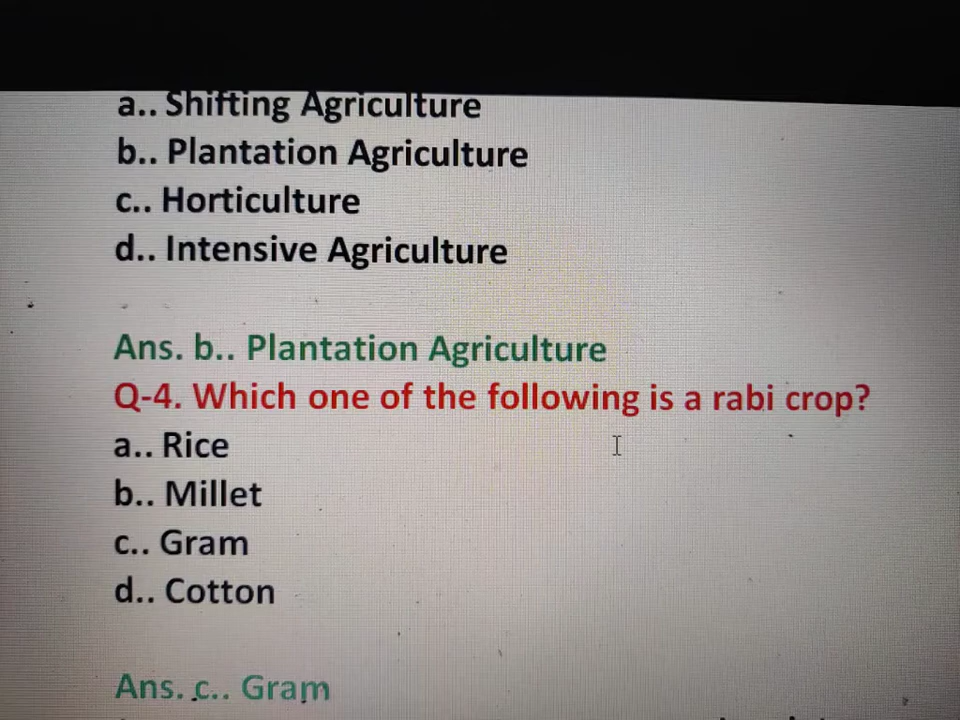 a.. Shifting Agriculture
b.. Plantation Agriculture
c.. Horticulture
d.. Intensive Agriculture
Ans. b.. Plantation Agriculture
Q-4. Which one of the following is a rabi crop?
a.. Rice
b.. Millet
c.. Gram
d.. Cotton
Ans. c.. Gram